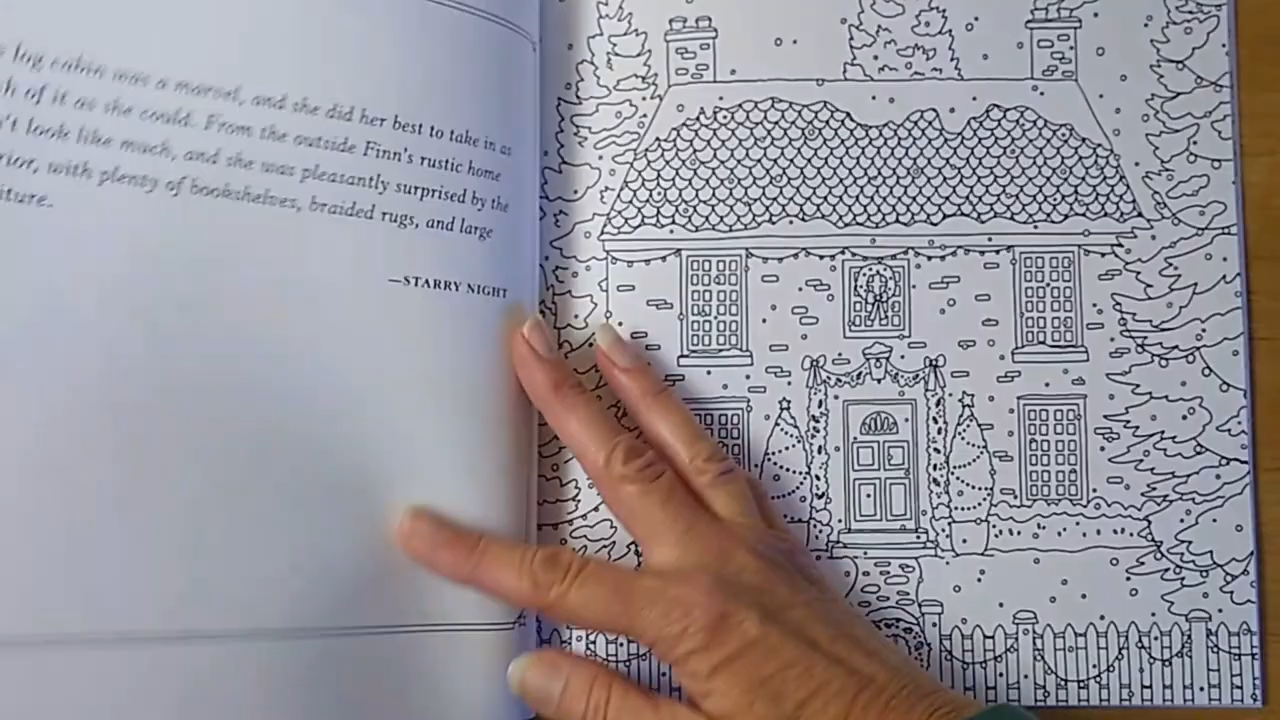 log cabin was a marvel, and she did her best to take in as
of it as she could. From the outside Finn's rustic home
look like much, and she was pleasantly surprised by the
with plenty of bookshelves, braided rugs, and large
—STARRY NIGHT